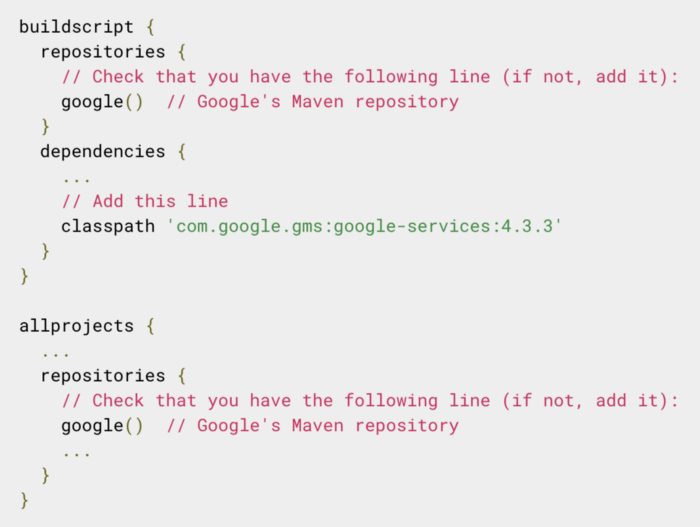 buildscript {
  repositories {
    // Check that you have the following line (if not, add it):
    google()  // Google's Maven repository
  }
  dependencies {
    ...
    // Add this line
    classpath 'com.google.gms:google-services:4.3.3'
  }
}

allprojects {
  ...
  repositories {
    // Check that you have the following line (if not, add it):
    google()  // Google's Maven repository
    ...
  }
}